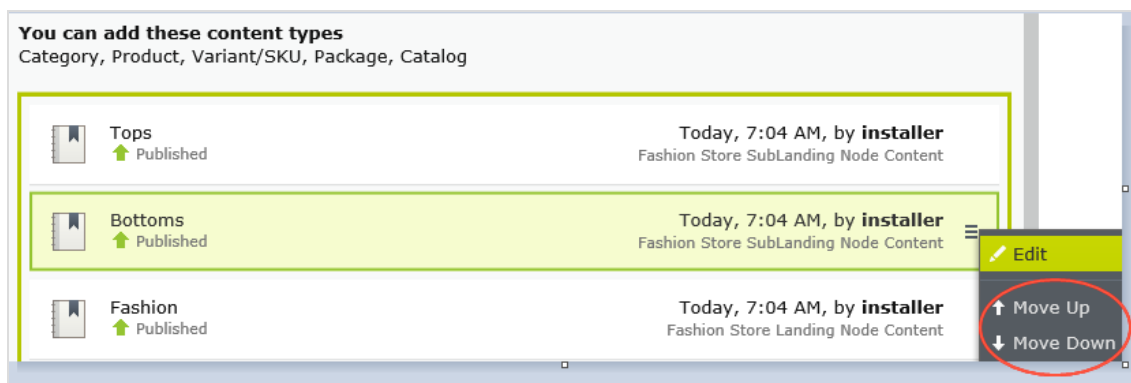 You can add these content types
Category, Product, Variant/SKU, Package, Catalog
Tops
Published
Today, 7:04 AM, by installer
Fashion Store SubLanding Node Content
Bottoms
Published
Today, 7:04 AM, by installer
Fashion Store SubLanding Node Content
Edit
Move Up
Move Down
Fashion
Published
Today, 7:04 AM, by installer
Fashion Store Landing Node Content